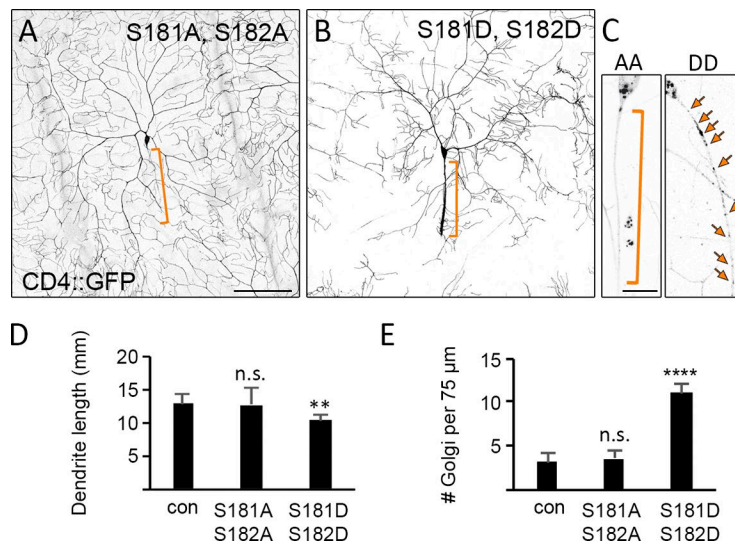 A
S181A, S182A
CD4::GFP
B
S181D, S182D
C
AA
DD
D
Dendrite length (mm)
20
15
10
5
n.s.
**
con
S181A
S182A
S181D
S182D
E
# Golgi per 75 μm
15
10
5
n.s.
****
con
S181A
S182A
S181D
S182D